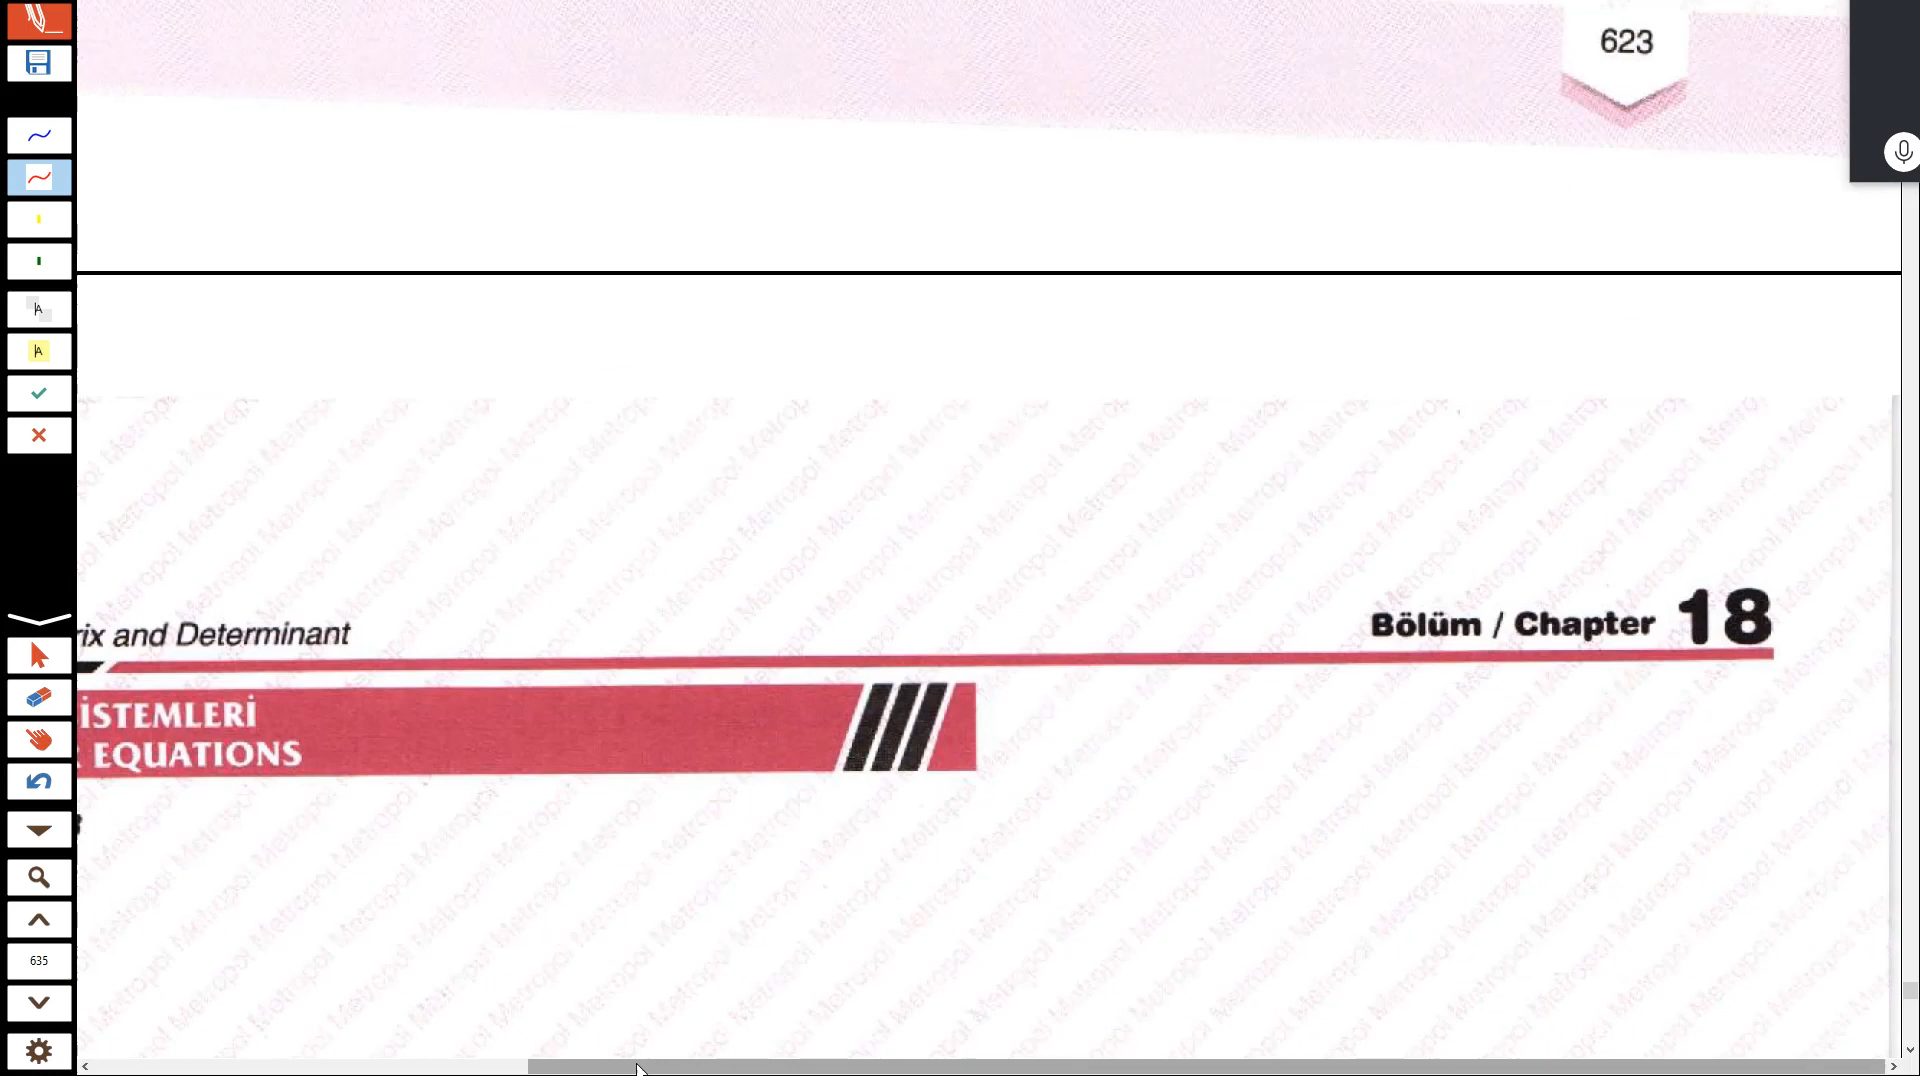 623
rix and Determinant
Bölüm / Chapter 18
İSTEMLERİ
EQUATIONS
A
A
635